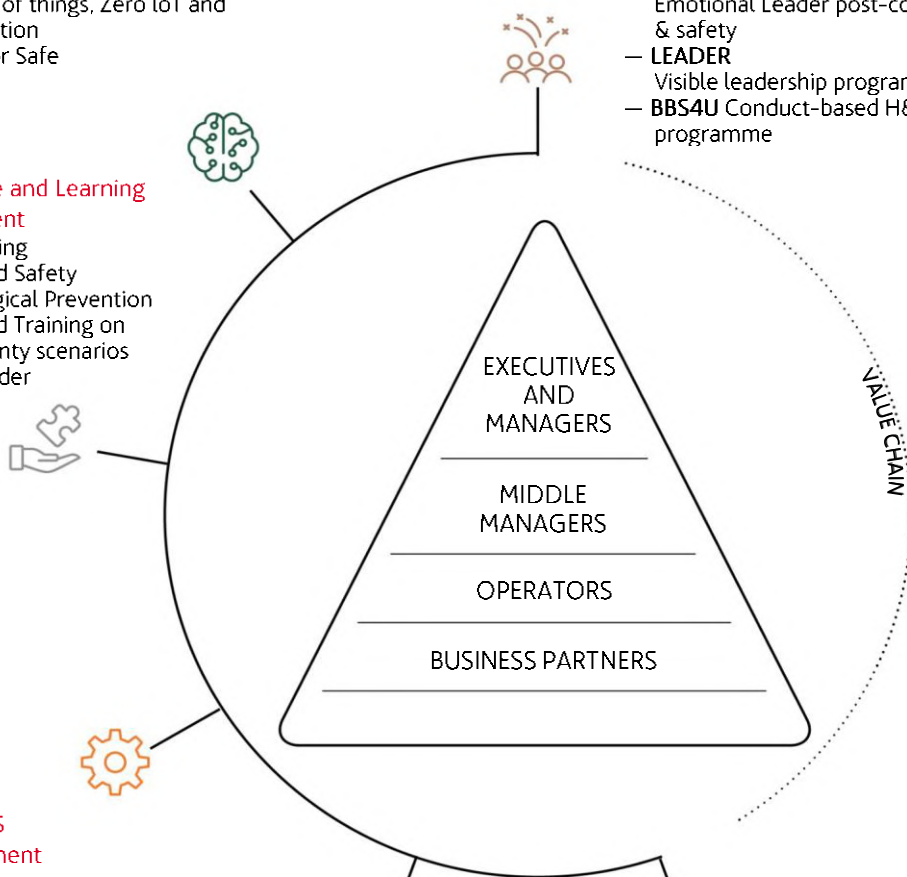 of things, Zero IoT and
tion
r Safe
Emotional Leader post-co
& safety
— LEADER
Visible leadership progra
— BBS4U Conduct-based H&
programme
e and Learning
ent
ing
d Safety
gical Prevention
d Training on
nty scenarios
der
EXECUTIVES
AND
MANAGERS
MIDDLE
MANAGERS
OPERATORS
BUSINESS PARTNERS
VALUE CHAIN
S
ment